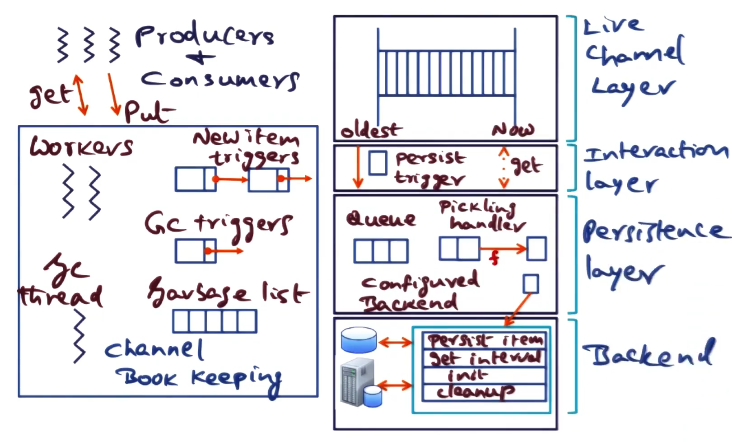 Producers
+
Consumers
get
Put
Workers
New item
triggers
Gc triggers
Gc
thread
Garbage list
Channel
Book Keeping
oldest
Now
Live
Channel
Layer
persist
trigger
get
Interaction
layer
Queue
Pickling
handler
f
Configured
Backend
Persistence
layer
Persist item
get interval
init
cleanup
Backend